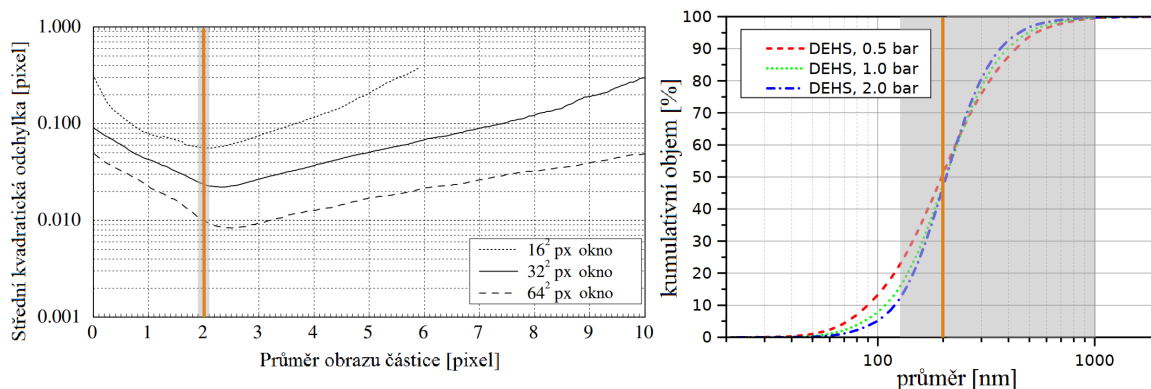 Střední kvadratická odchylka [pixel]
1.000
0.100
0.010
0.001
0 1 2 3 4 5 6 7 8 9 10
Průměr obrazu částice [pixel]
16² px okno
32² px okno
64² px okno
kumulativní objem [%]
100
90
80
70
60
50
40
30
20
10
0
100 1000
průměr [nm]
DEHS, 0.5 bar
DEHS, 1.0 bar
DEHS, 2.0 bar